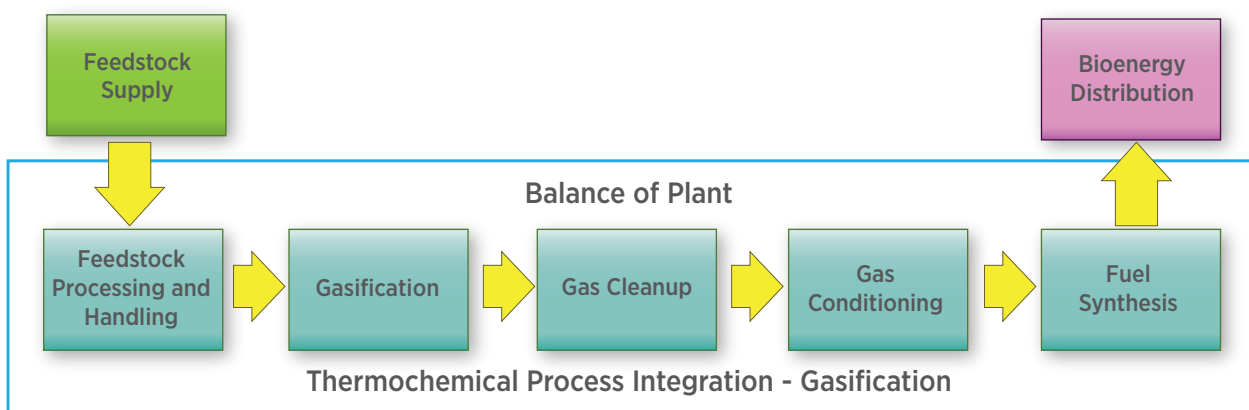 Feedstock
Supply
Bioenergy
Distribution
Balance of Plant
Feedstock
Processing and
Handling
Gasification
Gas Cleanup
Gas
Conditioning
Fuel
Synthesis
Thermochemical Process Integration - Gasification